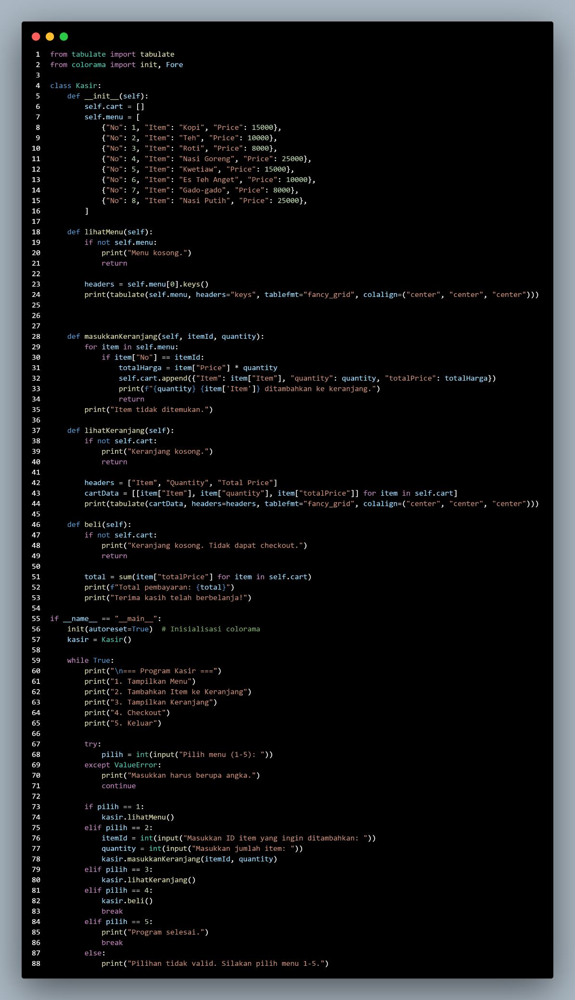 1 from tabulate import tabulate
2 from colorama import init, Fore
3
4 class Kasir:
5     def __init__(self):
6         self.cart = []
7         self.menu = [
8             {"No": 1, "Item": "Kopi", "Price": 15000},
9             {"No": 2, "Item": "Teh", "Price": 10000},
10             {"No": 3, "Item": "Roti", "Price": 8000},
11             {"No": 4, "Item": "Nasi Goreng", "Price": 25000},
12             {"No": 5, "Item": "Kwetiaw", "Price": 15000},
13             {"No": 6, "Item": "Es Teh Anget", "Price": 10000},
14             {"No": 7, "Item": "Gado-gado", "Price": 8000},
15             {"No": 8, "Item": "Nasi Putih", "Price": 25000},
16         ]
17
18     def lihatMenu(self):
19         if not self.menu:
20             print("Menu kosong.")
21             return
22
23         headers = self.menu[0].keys()
24         print(tabulate(self.menu, headers="keys", tablefmt="fancy_grid", colalign=("center", "center", "center")))
25
26
27
28     def masukkanKeranjang(self, itemId, quantity):
29         for item in self.menu:
30             if item["No"] == itemId:
31                 totalHarga = item["Price"] * quantity
32                 self.cart.append({"Item": item["Item"], "quantity": quantity, "totalPrice": totalHarga})
33                 print(f"{quantity} {item['Item']} ditambahkan ke keranjang.")
34                 return
35         print("Item tidak ditemukan.")
36
37     def lihatKeranjang(self):
38         if not self.cart:
39             print("Keranjang kosong.")
40             return
41
42         headers = ["Item", "Quantity", "Total Price"]
43         cartData = [[item["Item"], item["quantity"], item["totalPrice"]] for item in self.cart]
44         print(tabulate(cartData, headers=headers, tablefmt="fancy_grid", colalign=("center", "center", "center")))
45
46     def beli(self):
47         if not self.cart:
48             print("Keranjang kosong. Tidak dapat checkout.")
49             return
50
51         total = sum(item["totalPrice"] for item in self.cart)
52         print(f"Total pembayaran: {total}")
53         print("Terima kasih telah berbelanja!")
54
55 if __name__ == "__main__":
56     init(autoreset=True)  # Inisialisasi colorama
57     kasir = Kasir()
58
59     while True:
60         print("\n=== Program Kasir ===")
61         print("1. Tampilkan Menu")
62         print("2. Tambahkan Item ke Keranjang")
63         print("3. Tampilkan Keranjang")
64         print("4. Checkout")
65         print("5. Keluar")
66
67         try:
68             pilih = int(input("Pilih menu (1-5): "))
69         except ValueError:
70             print("Masukkan harus berupa angka.")
71             continue
72
73         if pilih == 1:
74             kasir.lihatMenu()
75         elif pilih == 2:
76             itemId = int(input("Masukkan ID item yang ingin ditambahkan: "))
77             quantity = int(input("Masukkan jumlah item: "))
78             kasir.masukkanKeranjang(itemId, quantity)
79         elif pilih == 3:
80             kasir.lihatKeranjang()
81         elif pilih == 4:
82             kasir.beli()
83             break
84         elif pilih == 5:
85             print("Program selesai.")
86             break
87         else:
88             print("Pilihan tidak valid. Silakan pilih menu 1-5.")